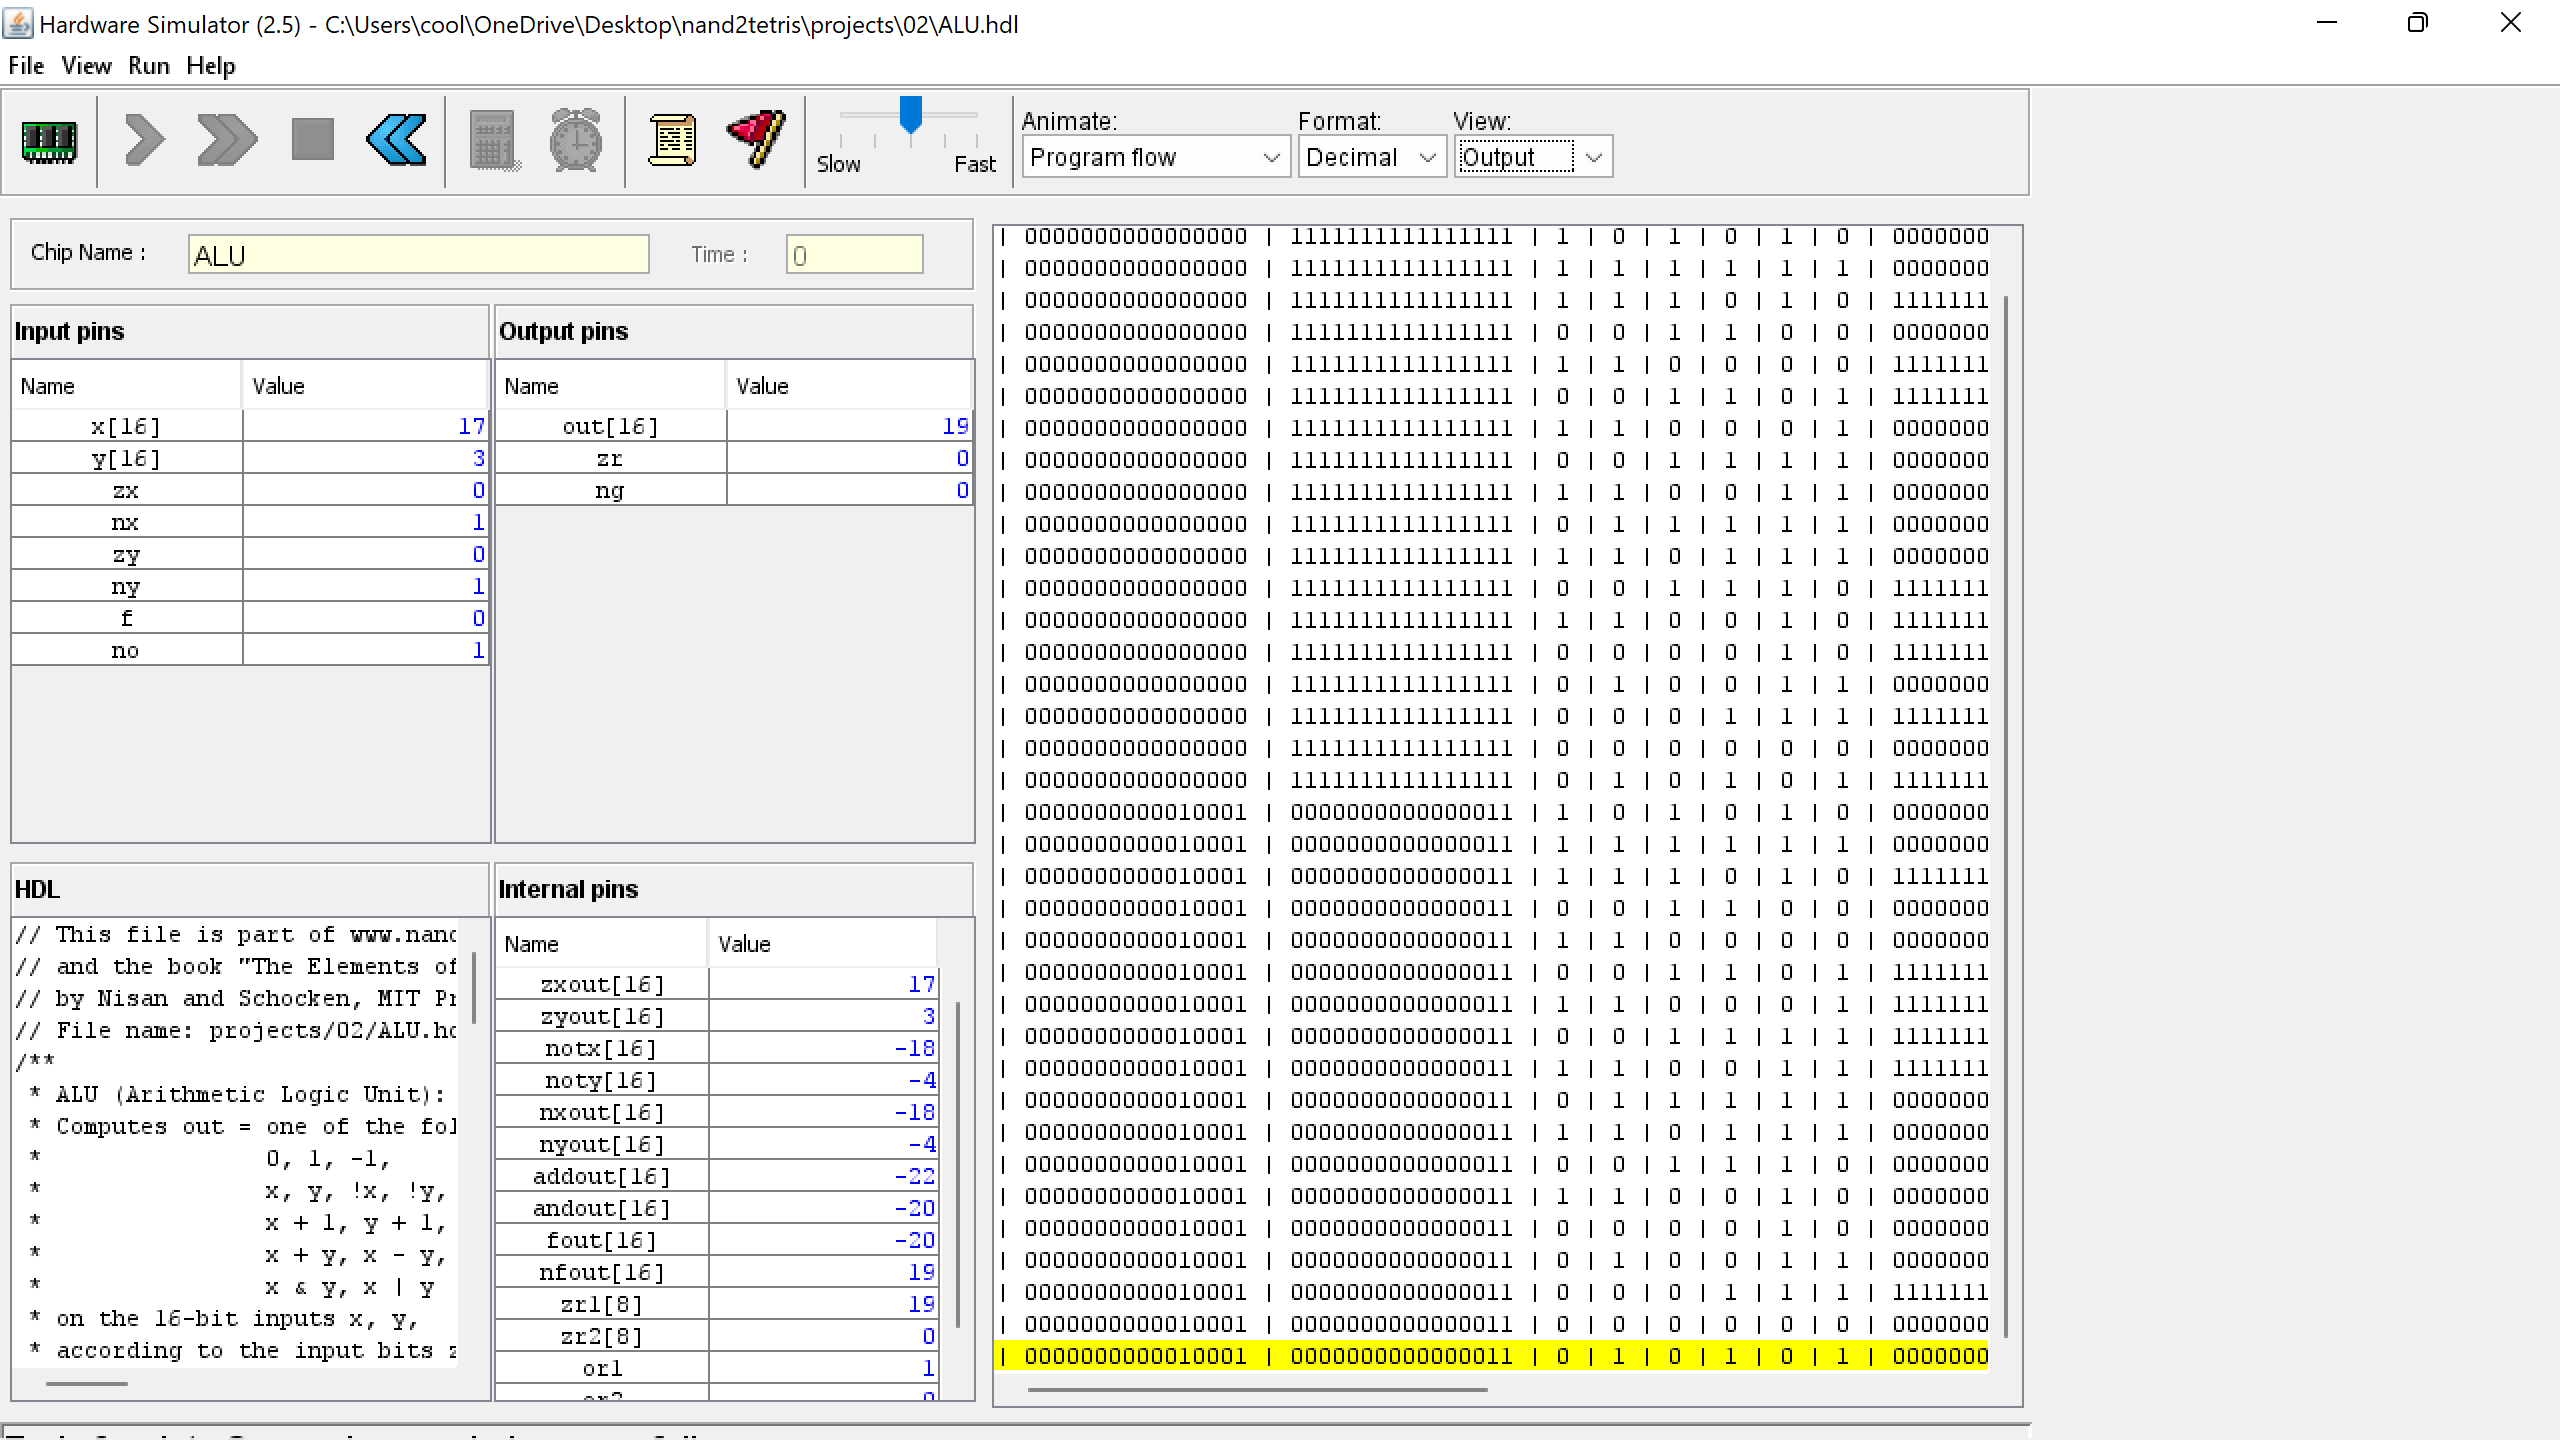 Hardware Simulator (2.5) - C:\Users\cool\OneDrive\Desktop\nand2tetris\projects\02\ALU.hdl
File View Run Help
Animate: Format: View:
Slow Fast Program flow Decimal Output
Chip Name : ALU Time : 0
Input pins
Name Value
x[16] 17
y[16] 3
zx 0
nx 1
zy 0
ny 1
f 0
no 1
Output pins
Name Value
out[16] 19
zr 0
ng 0
HDL
// This file is part of www.nand
// and the book "The Elements of
// by Nisan and Schocken, MIT Pr
// File name: projects/02/ALU.hd
/**
* ALU (Arithmetic Logic Unit):
* Computes out = one of the fol
* 0, 1, -1,
* x, y, !x, !y,
* x + 1, y + 1,
* x + y, x - y,
* x & y, x | y
* on the 16-bit inputs x, y,
* according to the input bits z
Internal pins
Name Value
zxout[16] 17
zyout[16] 3
notx[16] -18
noty[16] -4
nxout[16] -18
nyout[16] -4
addout[16] -22
andout[16] -20
fout[16] -20
nfout[16] 19
zr1[8] 19
zr2[8] 0
or1 1
or2 0
| 0000000000000000 | 1111111111111111 | 1 | 0 | 1 | 0 | 1 | 0 | 0000000
| 0000000000000000 | 1111111111111111 | 1 | 1 | 1 | 1 | 1 | 1 | 0000000
| 0000000000000000 | 1111111111111111 | 1 | 1 | 1 | 0 | 1 | 0 | 1111111
| 0000000000000000 | 1111111111111111 | 0 | 0 | 1 | 1 | 0 | 0 | 0000000
| 0000000000000000 | 1111111111111111 | 1 | 1 | 0 | 0 | 0 | 0 | 1111111
| 0000000000000000 | 1111111111111111 | 0 | 0 | 1 | 1 | 0 | 1 | 1111111
| 0000000000000000 | 1111111111111111 | 1 | 1 | 0 | 0 | 0 | 1 | 0000000
| 0000000000000000 | 1111111111111111 | 0 | 0 | 1 | 1 | 1 | 1 | 0000000
| 0000000000000000 | 1111111111111111 | 1 | 1 | 0 | 0 | 1 | 1 | 0000000
| 0000000000000000 | 1111111111111111 | 0 | 1 | 1 | 1 | 1 | 1 | 0000000
| 0000000000000000 | 1111111111111111 | 1 | 1 | 0 | 1 | 1 | 1 | 0000000
| 0000000000000000 | 1111111111111111 | 0 | 0 | 1 | 1 | 1 | 0 | 1111111
| 0000000000000000 | 1111111111111111 | 1 | 1 | 0 | 0 | 1 | 0 | 1111111
| 0000000000000000 | 1111111111111111 | 0 | 0 | 0 | 0 | 1 | 0 | 1111111
| 0000000000000000 | 1111111111111111 | 0 | 1 | 0 | 0 | 1 | 1 | 0000000
| 0000000000000000 | 1111111111111111 | 0 | 0 | 0 | 1 | 1 | 1 | 1111111
| 0000000000000000 | 1111111111111111 | 0 | 0 | 0 | 0 | 0 | 0 | 0000000
| 0000000000000000 | 1111111111111111 | 0 | 1 | 0 | 1 | 0 | 1 | 1111111
| 0000000000010001 | 0000000000000011 | 1 | 0 | 1 | 0 | 1 | 0 | 0000000
| 0000000000010001 | 0000000000000011 | 1 | 1 | 1 | 1 | 1 | 1 | 0000000
| 0000000000010001 | 0000000000000011 | 1 | 1 | 1 | 0 | 1 | 0 | 1111111
| 0000000000010001 | 0000000000000011 | 0 | 0 | 1 | 1 | 0 | 0 | 0000000
| 0000000000010001 | 0000000000000011 | 1 | 1 | 0 | 0 | 0 | 0 | 0000000
| 0000000000010001 | 0000000000000011 | 0 | 0 | 1 | 1 | 0 | 1 | 1111111
| 0000000000010001 | 0000000000000011 | 1 | 1 | 0 | 0 | 0 | 1 | 1111111
| 0000000000010001 | 0000000000000011 | 0 | 0 | 1 | 1 | 1 | 1 | 1111111
| 0000000000010001 | 0000000000000011 | 1 | 1 | 0 | 0 | 1 | 1 | 1111111
| 0000000000010001 | 0000000000000011 | 0 | 1 | 1 | 1 | 1 | 1 | 0000000
| 0000000000010001 | 0000000000000011 | 1 | 1 | 0 | 1 | 1 | 1 | 0000000
| 0000000000010001 | 0000000000000011 | 0 | 0 | 1 | 1 | 1 | 0 | 0000000
| 0000000000010001 | 0000000000000011 | 1 | 1 | 0 | 0 | 1 | 0 | 0000000
| 0000000000010001 | 0000000000000011 | 0 | 0 | 0 | 0 | 1 | 0 | 0000000
| 0000000000010001 | 0000000000000011 | 0 | 1 | 0 | 0 | 1 | 1 | 0000000
| 0000000000010001 | 0000000000000011 | 0 | 0 | 0 | 1 | 1 | 1 | 1111111
| 0000000000010001 | 0000000000000011 | 0 | 0 | 0 | 0 | 0 | 0 | 0000000
| 0000000000010001 | 0000000000000011 | 0 | 1 | 0 | 1 | 0 | 1 | 0000000